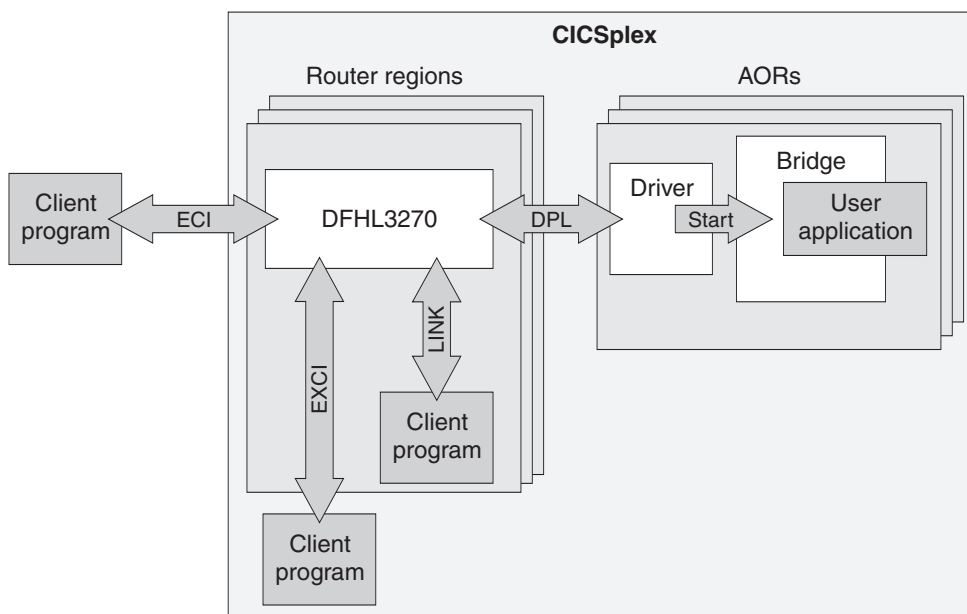 CICSplex
Router regions
AORs
Client
program
ECI
DFHL3270
DPL
Driver
Start
Bridge
User
application
EXCI
LINK
Client
program
Client
program